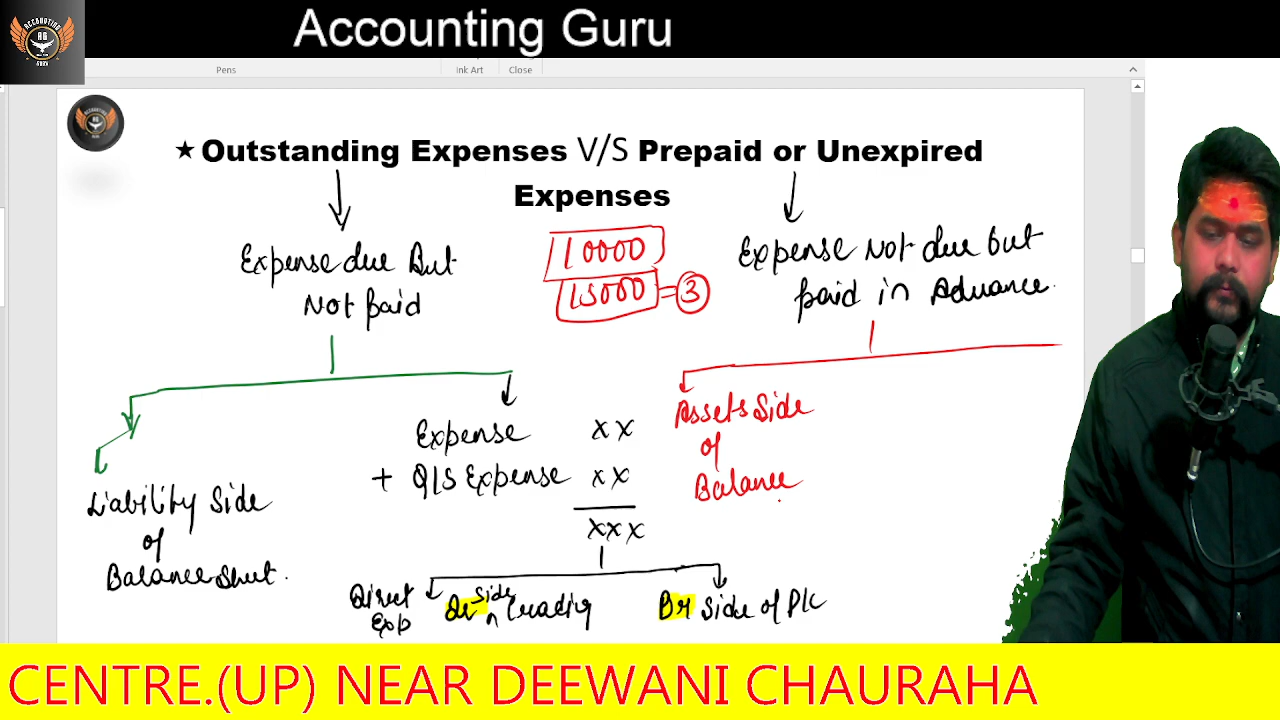 Accounting Guru
Pens
Ink Art
Close
★ Outstanding Expenses V/S Prepaid or Unexpired
Expenses
Expense due But
Not paid
10000
15000 = 3
Expense Not due but
paid in Advance.
Liability Side
of
Balance Sheet.
Expense xx
+ O/S Expense xx
xxx
Direct
Exp
Dr Side Trading
Dr Side of P/L
Assets Side
of
Balance
CENTRE.(UP) NEAR DEEWANI CHAURAHA